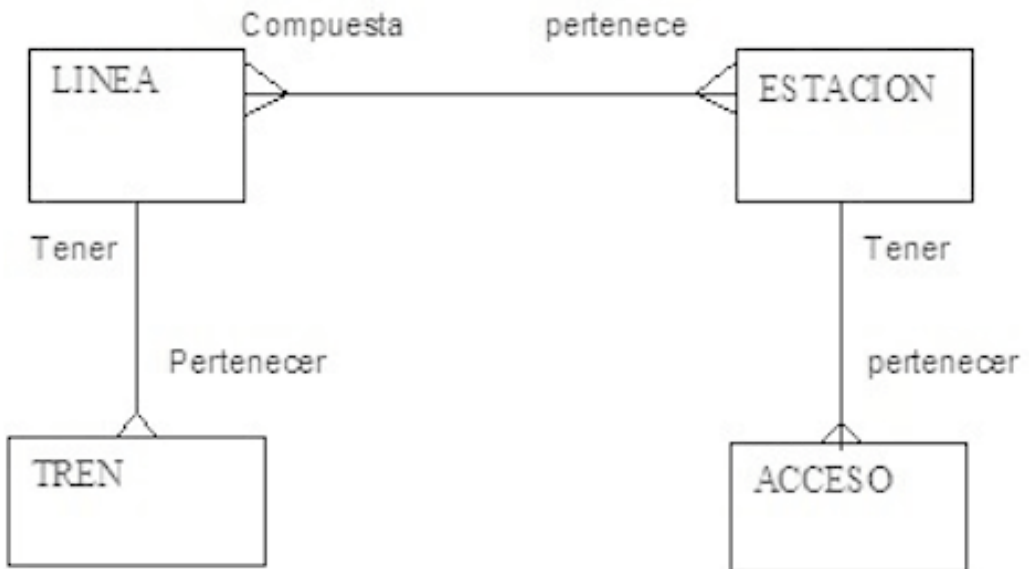 Compuesta
pertenece
LINEA
ESTACION
Tener
Tener
Pertenecer
pertenecer
TREN
ACCESO